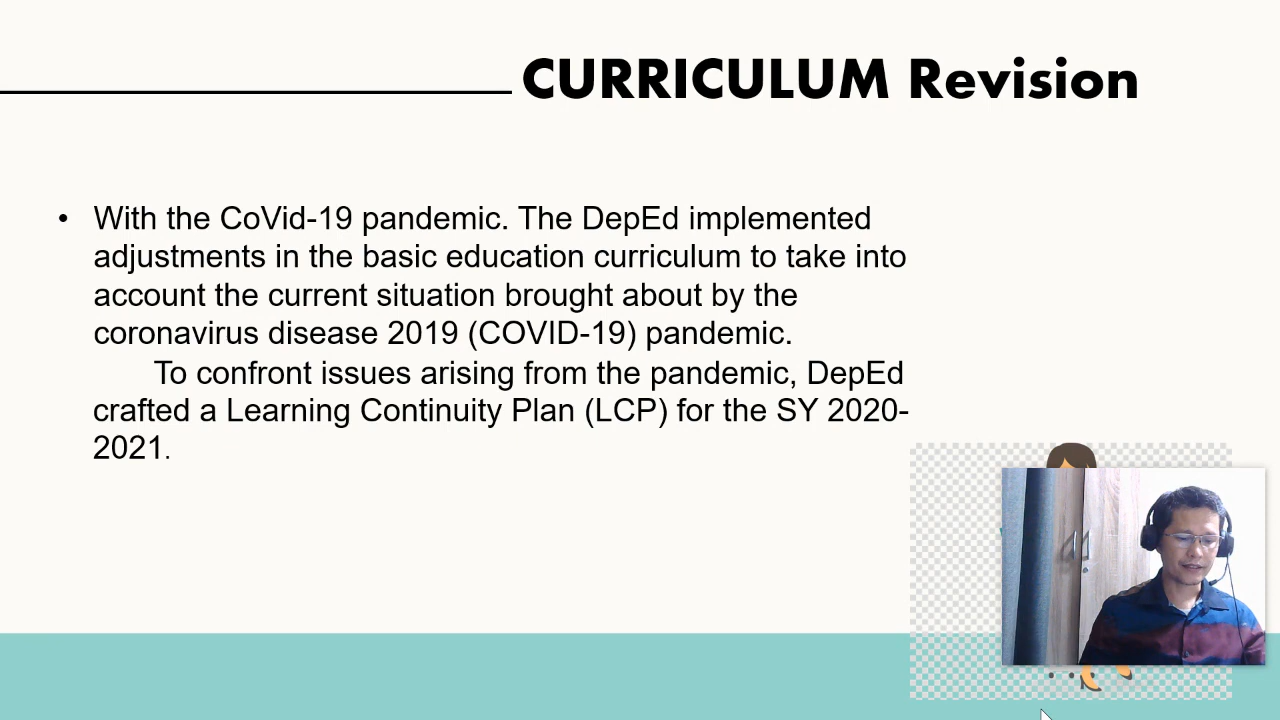 CURRICULUM Revision
• With the CoVid-19 pandemic. The DepEd implemented
adjustments in the basic education curriculum to take into
account the current situation brought about by the
coronavirus disease 2019 (COVID-19) pandemic.
To confront issues arising from the pandemic, DepEd
crafted a Learning Continuity Plan (LCP) for the SY 2020-
2021.